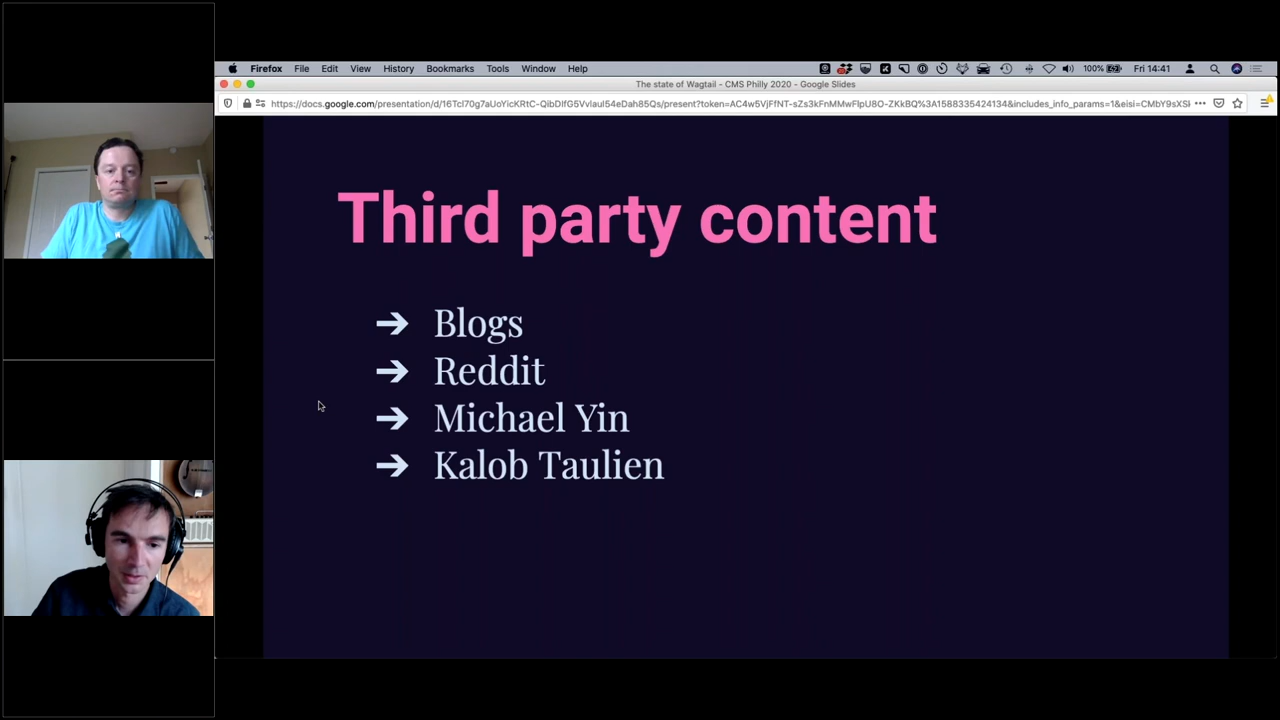 Firefox File Edit View History Bookmarks Tools Window Help 100% Fri 14:41
The state of Wagtail - CMS Philly 2020 - Google Slides
Third party content
➔ Blogs
➔ Reddit
➔ Michael Yin
➔ Kalob Taulien